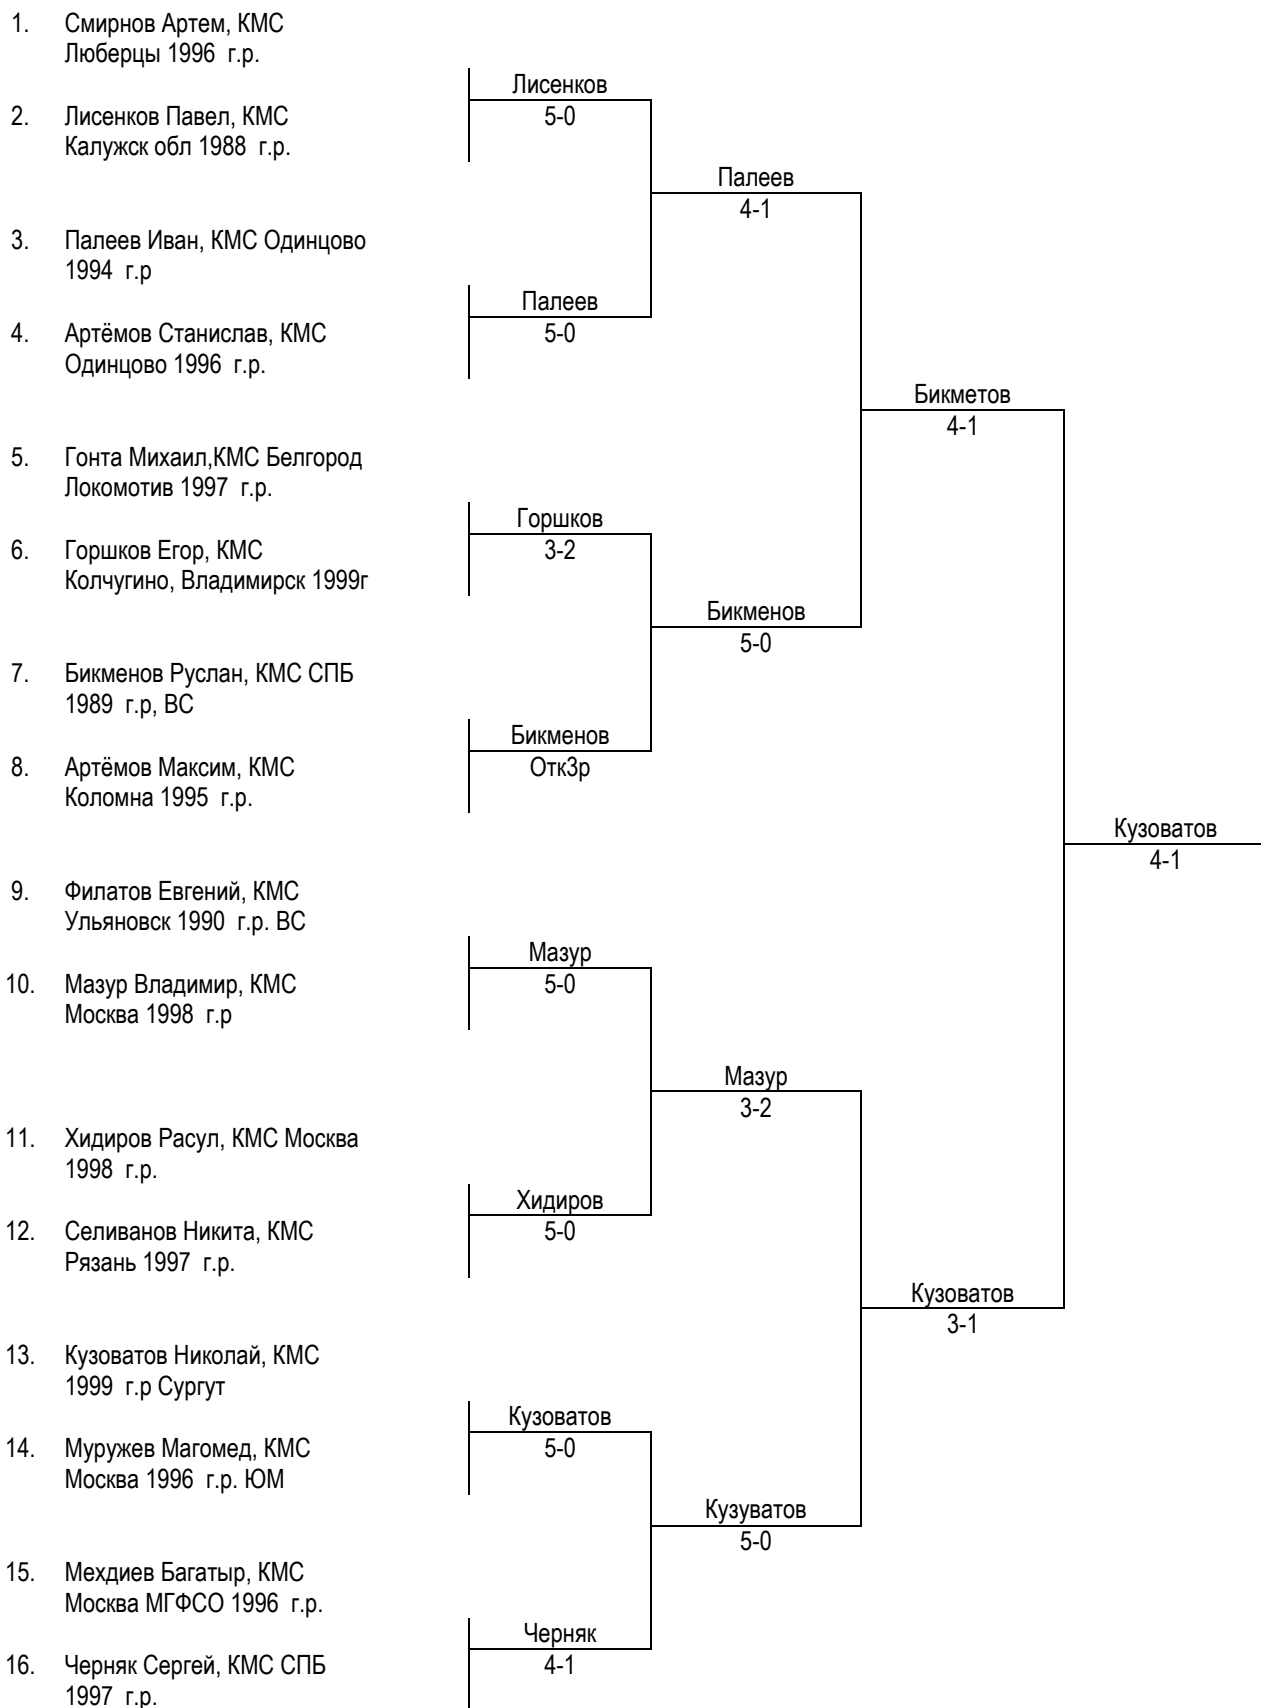 1. Смирнов Артем, КМС
Люберцы 1996 г.р.
Лисенков
5-0
2. Лисенков Павел, КМС
Калужск обл 1988 г.р.
Палеев
4-1
3. Палеев Иван, КМС Одинцово
1994 г.р
Палеев
5-0
4. Артёмов Станислав, КМС
Одинцово 1996 г.р.
Бикметов
4-1
5. Гонта Михаил,КМС Белгород
Локомотив 1997 г.р.
Горшков
3-2
6. Горшков Егор, КМС
Колчугино, Владимирск 1999г
Бикменов
5-0
7. Бикменов Руслан, КМС СПБ
1989 г.р, ВС
Бикменов
Отк3р
8. Артёмов Максим, КМС
Коломна 1995 г.р.
Кузоватов
4-1
9. Филатов Евгений, КМС
Ульяновск 1990 г.р. ВС
Мазур
5-0
10. Мазур Владимир, КМС
Москва 1998 г.р
Мазур
3-2
11. Хидиров Расул, КМС Москва
1998 г.р.
Хидиров
5-0
12. Селиванов Никита, КМС
Рязань 1997 г.р.
Кузоватов
3-1
13. Кузоватов Николай, КМС
1999 г.р Сургут
Кузоватов
5-0
14. Муружев Магомед, КМС
Москва 1996 г.р. ЮМ
Кузуватов
5-0
15. Мехдиев Багатыр, КМС
Москва МГФСО 1996 г.р.
Черняк
4-1
16. Черняк Сергей, КМС СПБ
1997 г.р.